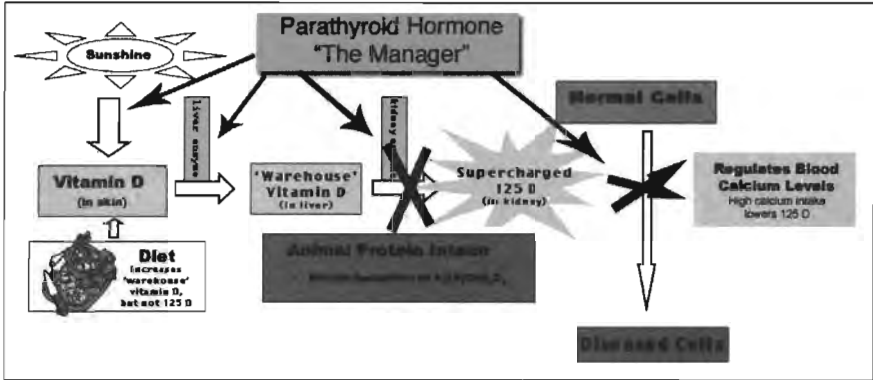 Parathyroid Hormone
"The Manager"
Sunshine
liver enzyme
kidney
Normal Cells
Vitamin D
(in skin)
'Warehouse'
Vitamin D
(in liver)
Supercharged
125 D
(in kidney)
Regulates Blood
Calcium Levels
High calcium intake
lowers 125 D
Diet
Increases
'warehouse'
vitamin D,
but not 125 D
Animal Protein Intake
Diseased Cells